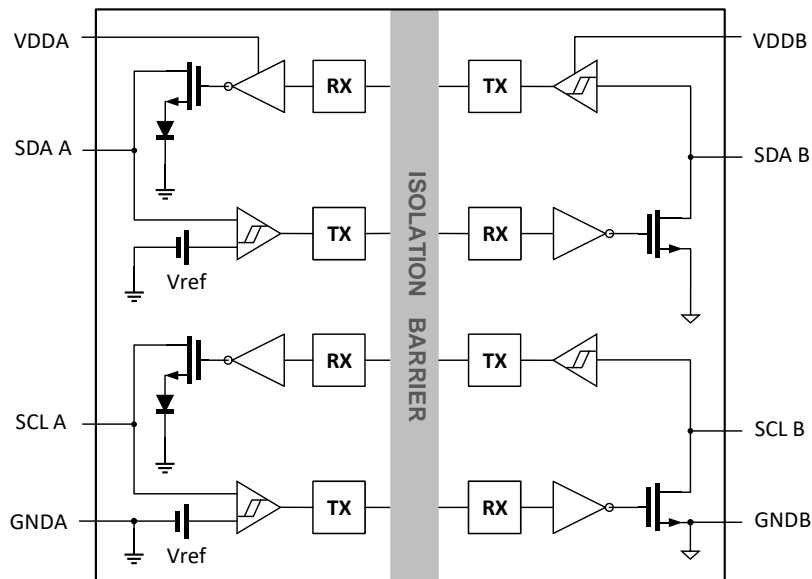 VDDA
VDDB
RX
TX
SDA A
SDA B
TX
RX
Vref
ISOLATION BARRIER
RX
TX
SCL A
SCL B
TX
RX
GNDA
GNDB
Vref